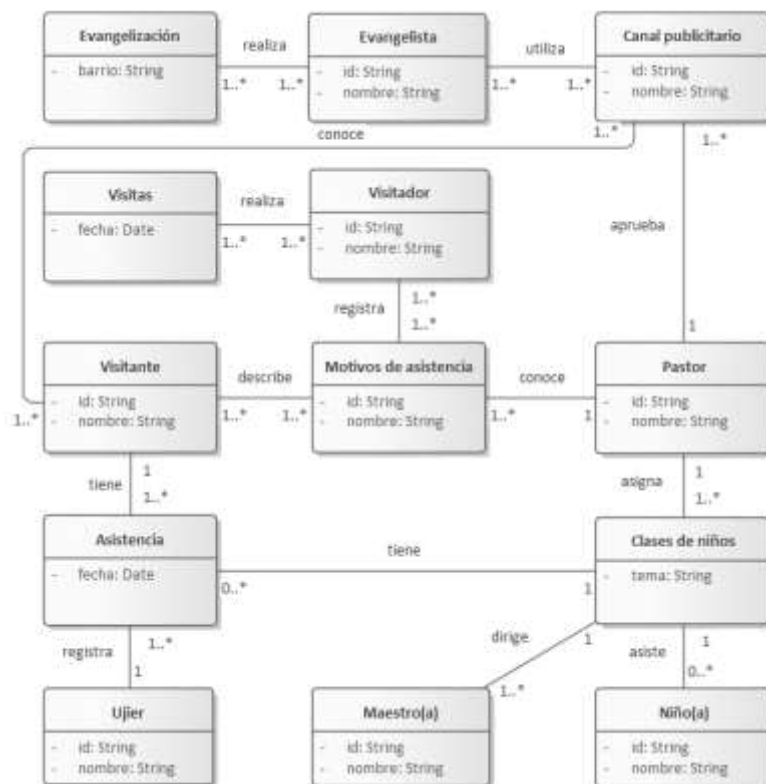 Evangelización
- barrio: String
realiza
1..*
1..*
Evangelista
- id: String
- nombre: String
utiliza
1..*
1..*
Canal publicitario
- id: String
- nombre: String
conoce
1..*
1..*
Visitas
- fecha: Date
realiza
1..*
1..*
Visitador
- id: String
- nombre: String
aprueba
registra
1..*
1..*
1
Visitante
- id: String
- nombre: String
1..*
describe
1..*
1..*
Motivos de asistencia
- id: String
- nombre: String
conoce
1..*
1
Pastor
- id: String
- nombre: String
tiene
1
1..*
asigna
1
1..*
Asistencia
- fecha: Date
tiene
0..*
1
Clases de niños
- tema: String
registra
1..*
1
dirige
1
1..*
asiste
1
0..*
Ujier
- id: String
- nombre: String
Maestro(a)
- id: String
- nombre: String
Niño(a)
- id: String
- nombre: String